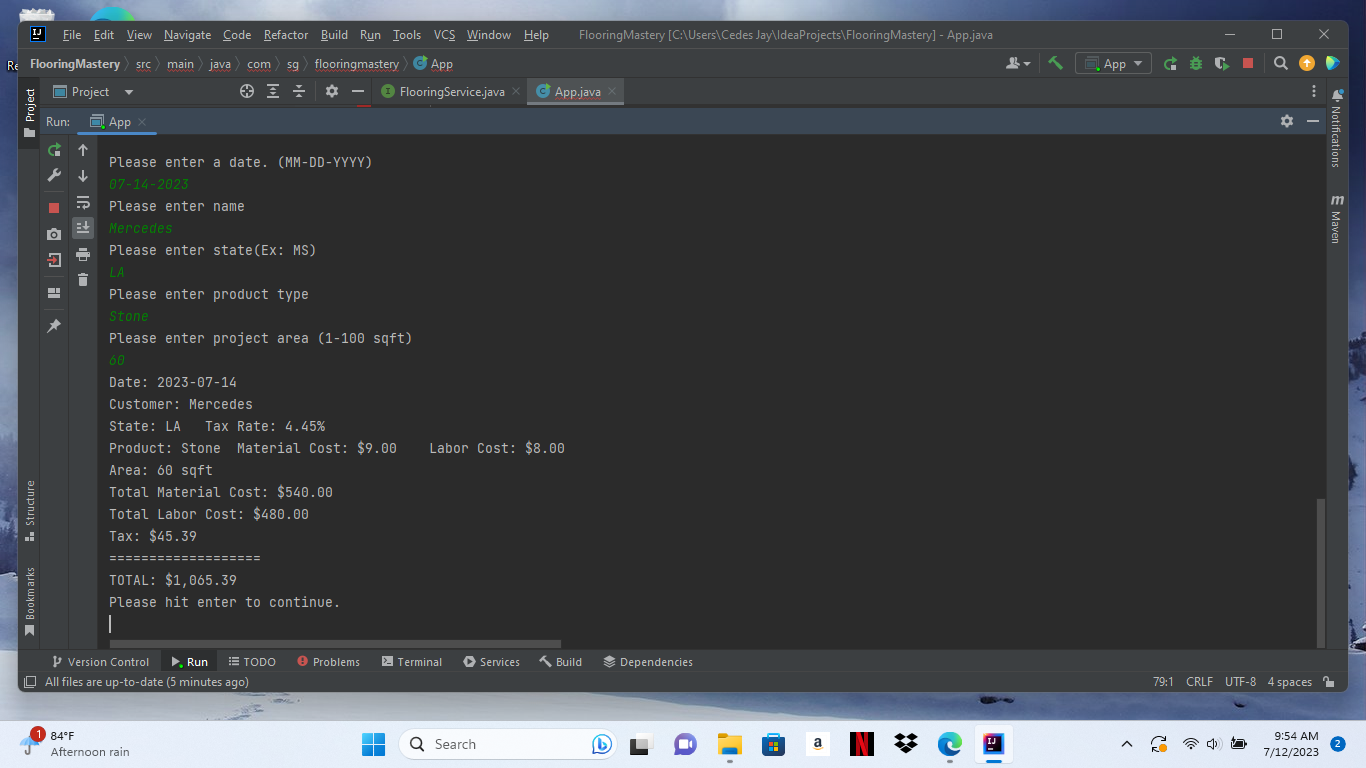 Re
IJ File Edit View Navigate Code Refactor Build Run Tools VCS Window Help FlooringMastery [C:\Users\Cedes Jay\IdeaProjects\FlooringMastery] - App.java
FlooringMastery src main java com sg flooringmastery App App
Project FlooringService.java App.java
Run: App
Please enter a date. (MM-DD-YYYY)
07-14-2023
Please enter name
Mercedes
Please enter state(Ex: MS)
LA
Please enter product type
Stone
Please enter project area (1-100 sqft)
60
Date: 2023-07-14
Customer: Mercedes
State: LA   Tax Rate: 4.45%
Product: Stone  Material Cost: $9.00    Labor Cost: $8.00
Area: 60 sqft
Total Material Cost: $540.00
Total Labor Cost: $480.00
Tax: $45.39
===================
TOTAL: $1,065.39
Please hit enter to continue.
Project
Structure
Bookmarks
Notifications
m Maven
Version Control Run TODO Problems Terminal Services Build Dependencies
All files are up-to-date (5 minutes ago) 79:1 CRLF UTF-8 4 spaces
1 84°F
Afternoon rain
Search
a
N
IJ
9:54 AM
7/12/2023
2